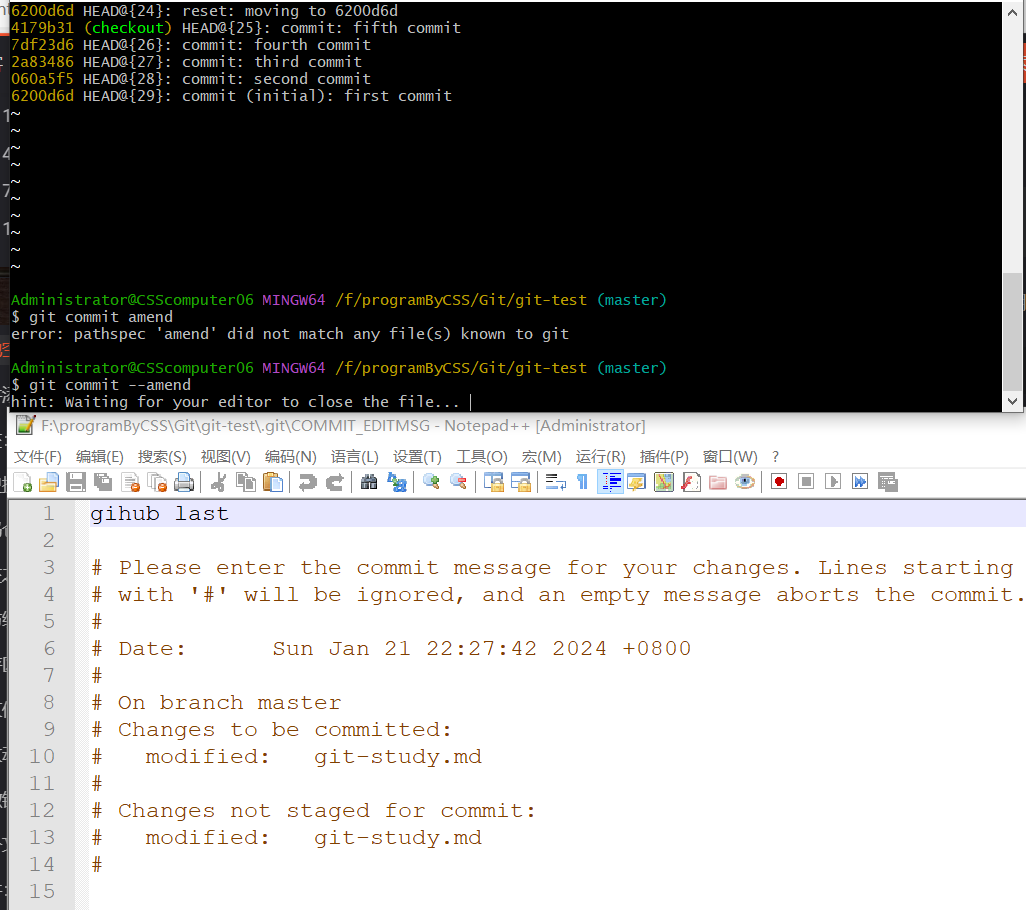 6200d6d HEAD@{24}: reset: moving to 6200d6d
4179b31 (checkout) HEAD@{25}: commit: fifth commit
7df23d6 HEAD@{26}: commit: fourth commit
2a83486 HEAD@{27}: commit: third commit
060a5f5 HEAD@{28}: commit: second commit
6200d6d HEAD@{29}: commit (initial): first commit
~
~
~
~
~
~
~
~
~
~
Administrator@CSScomputer06 MINGW64 /f/programByCSS/Git/git-test (master)
$ git commit amend
error: pathspec 'amend' did not match any file(s) known to git
Administrator@CSScomputer06 MINGW64 /f/programByCSS/Git/git-test (master)
$ git commit --amend
hint: Waiting for your editor to close the file...
F:\programByCSS\Git\git-test\.git\COMMIT_EDITMSG - Notepad++ [Administrator]
文件(F) 编辑(E) 搜索(S) 视图(V) 编码(N) 语言(L) 设置(T) 工具(O) 宏(M) 运行(R) 插件(P) 窗口(W) ?
1 gihub last
2
3 # Please enter the commit message for your changes. Lines starting
4 # with '#' will be ignored, and an empty message aborts the commit.
5 #
6 # Date:      Sun Jan 21 22:27:42 2024 +0800
7 #
8 # On branch master
9 # Changes to be committed:
10 #   modified:   git-study.md
11 #
12 # Changes not staged for commit:
13 #   modified:   git-study.md
14 #
15